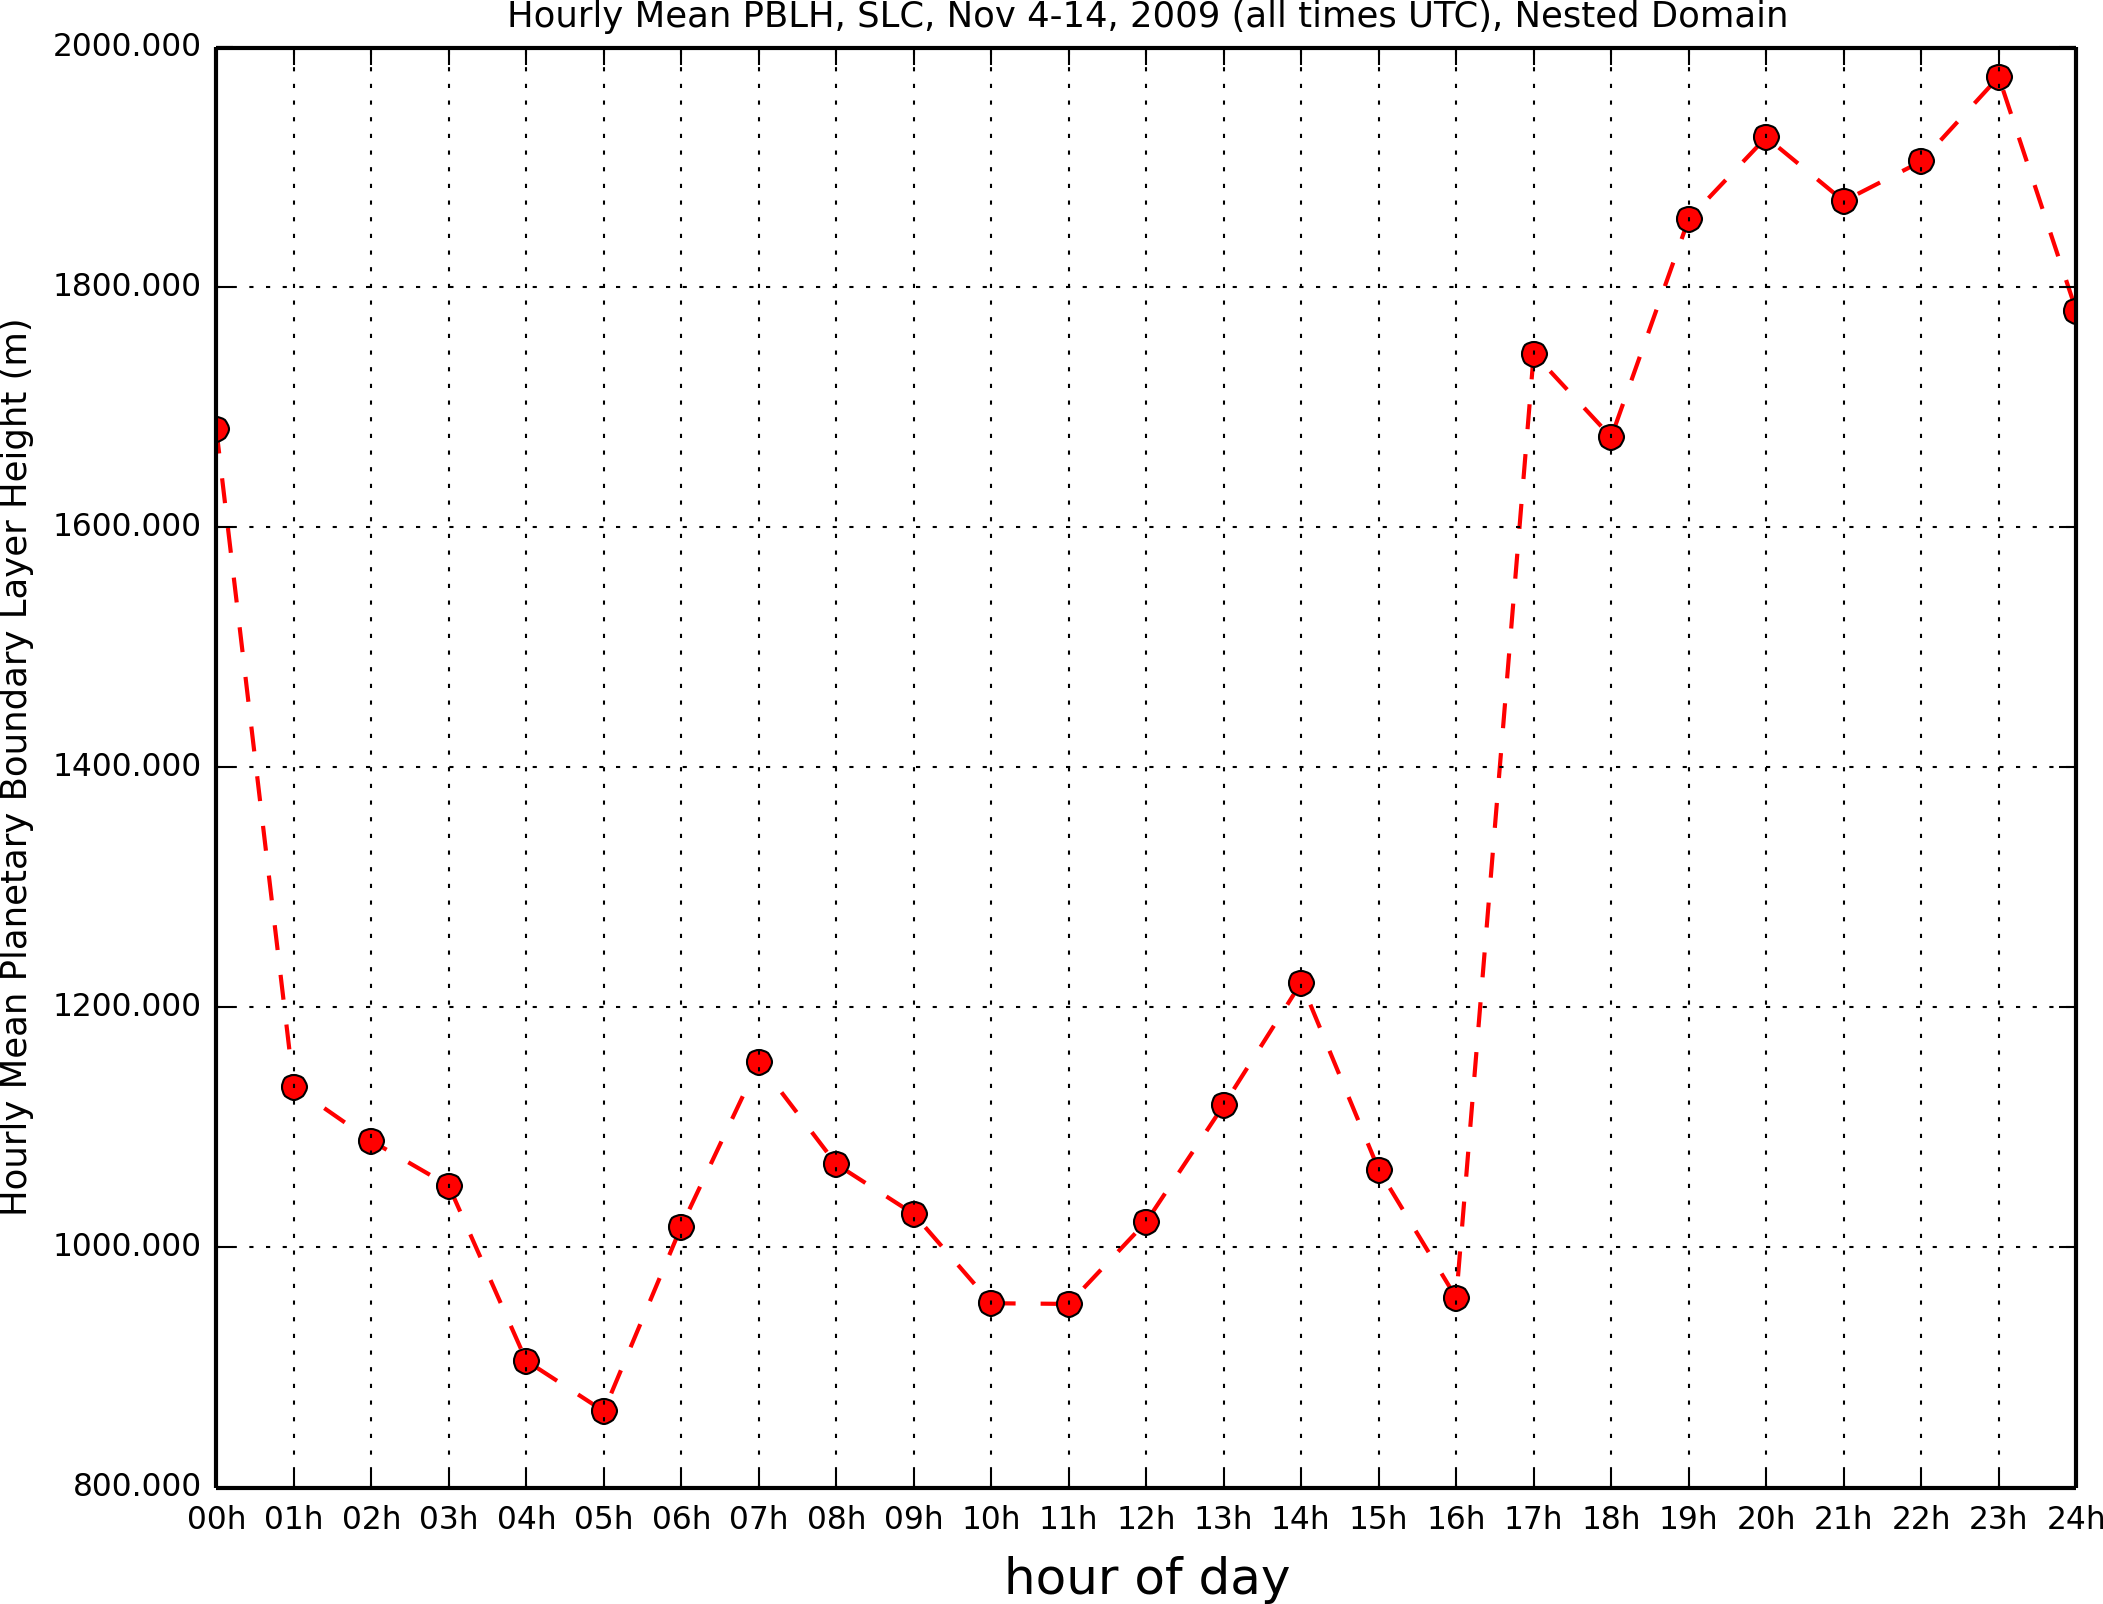 Hourly Mean PBLH, SLC, Nov 4-14, 2009 (all times UTC), Nested Domain
Hourly Mean Planetary Boundary Layer Height (m)
2000.000
1800.000
1600.000
1400.000
1200.000
1000.000
800.000
00h 01h 02h 03h 04h 05h 06h 07h 08h 09h 10h 11h 12h 13h 14h 15h 16h 17h 18h 19h 20h 21h 22h 23h 24h
hour of day